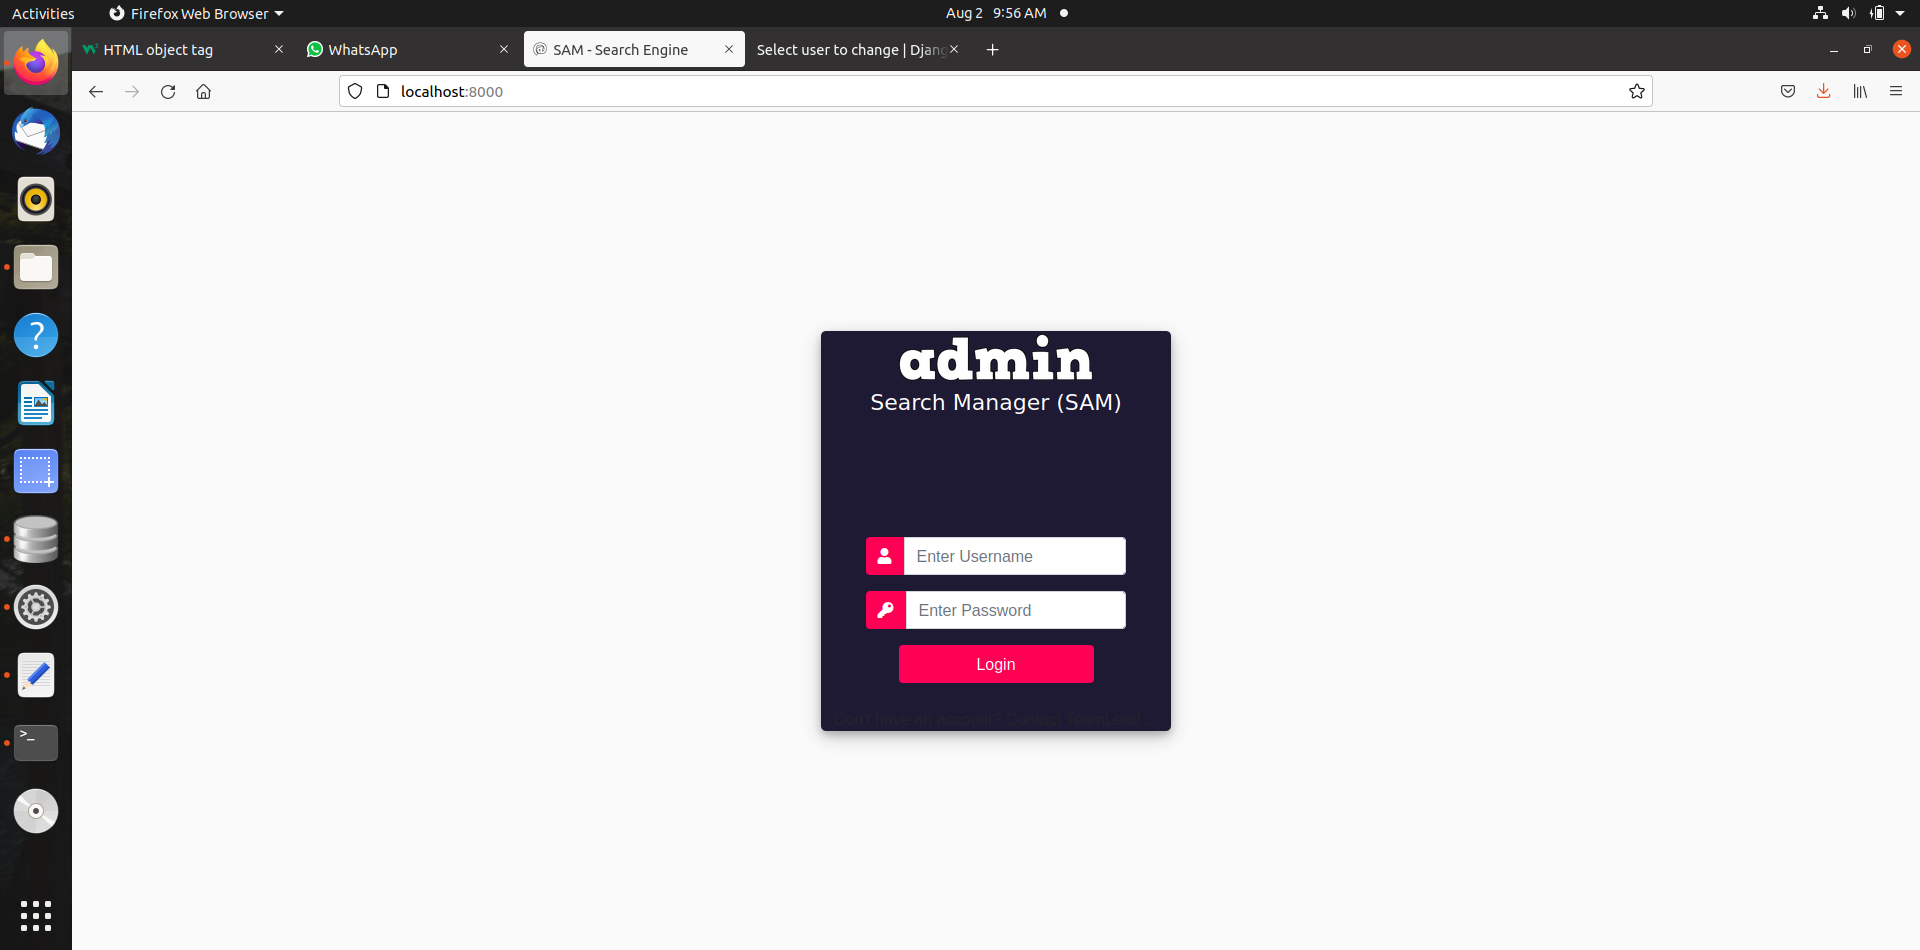 Activities
Firefox Web Browser
Aug 2 9:56 AM
HTML object tag
WhatsApp
SAM - Search Engine
Select user to change | Djang
localhost:8000
admin
Search Manager (SAM)
Enter Username
Enter Password
Login
Don't have an account? Contact TeamLead